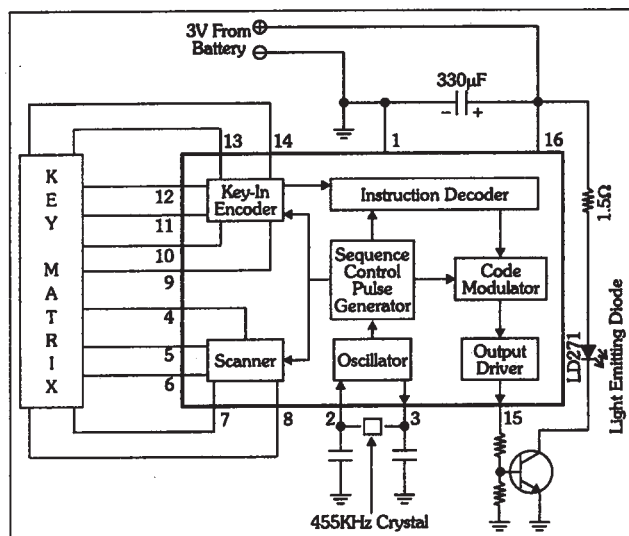 3V From
Battery
330µF
− +
13 14 1 16
K
E
Y
M
A
T
R
I
X
12
11
10
9
4
5
6
7 8 2 3 15
Key-In
Encoder
Instruction Decoder
Sequence
Control
Pulse
Generator
Code
Modulator
Scanner
Oscillator
Output
Driver
1.5Ω
LD271
Light Emitting Diode
455KHz Crystal